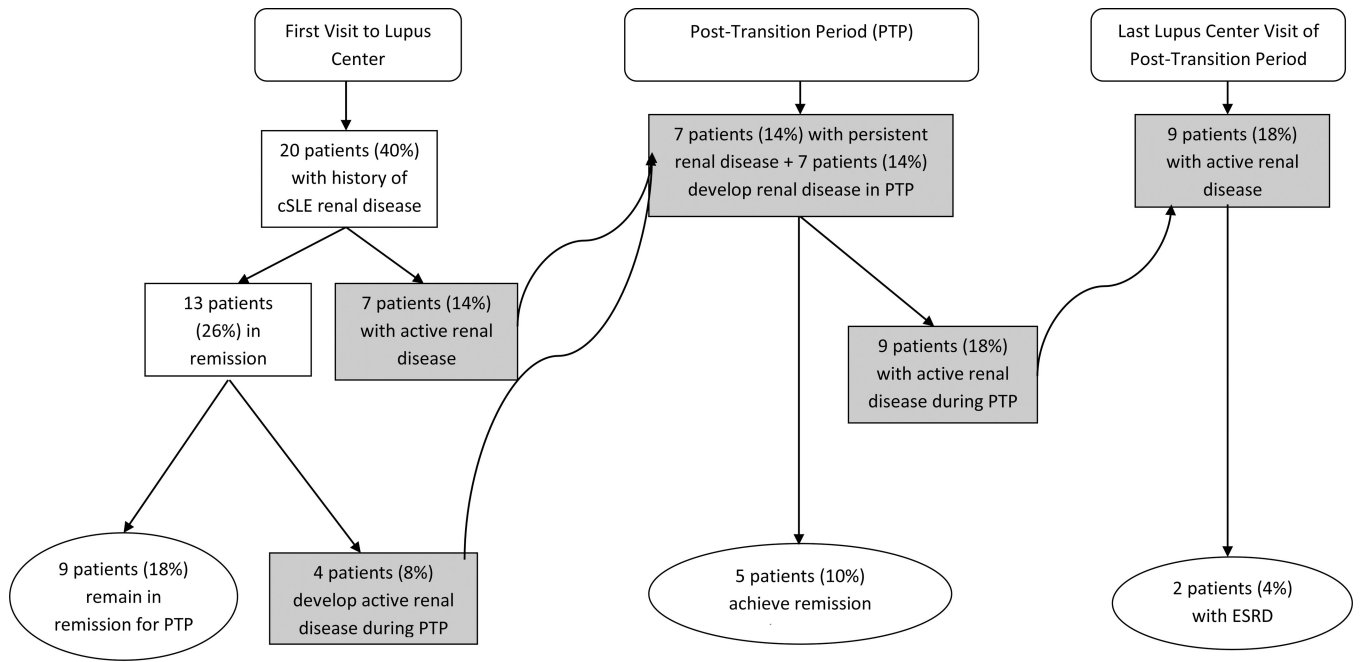 First Visit to Lupus
Center
20 patients (40%)
with history of
cSLE renal disease
13 patients
(26%) in
remission
7 patients (14%)
with active renal
disease
9 patients (18%)
remain in
remission for PTP
4 patients (8%)
develop active renal
disease during PTP
Post-Transition Period (PTP)
7 patients (14%) with persistent
renal disease + 7 patients (14%)
develop renal disease in PTP
9 patients (18%)
with active renal
disease during PTP
5 patients (10%)
achieve remission
Last Lupus Center Visit of
Post-Transition Period
9 patients (18%)
with active renal
disease
2 patients (4%)
with ESRD